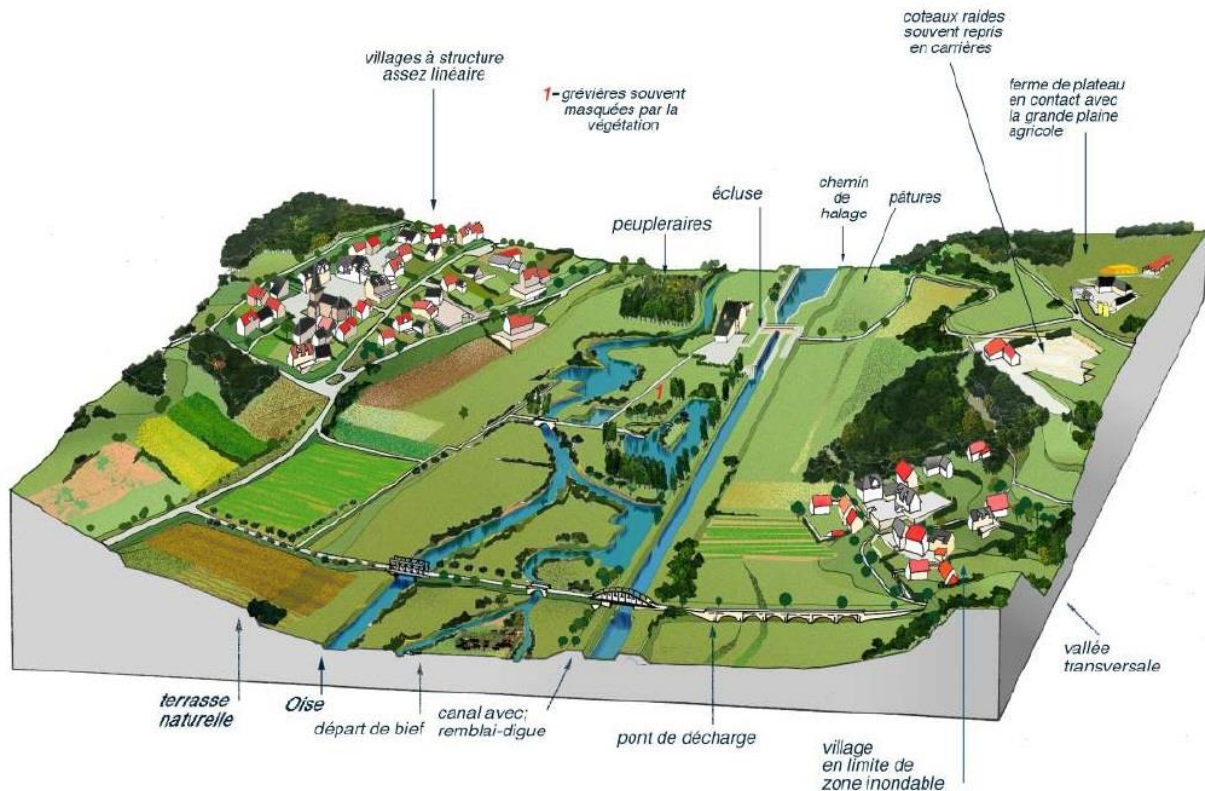 coteaux raides
souvent repris
en carrières
villages à structure
assez linéaire
1-grévières souvent
masquées par la
végétation
ferme de plateau
en contact avec
la grande plaine
agricole
écluse
chemin
de
halage
pâtures
peupleraires
1
terrasse
naturelle
Oise
départ de bief
canal avec;
remblai-digue
pont de décharge
village
en limite de
zone inondable
vallée
transversale